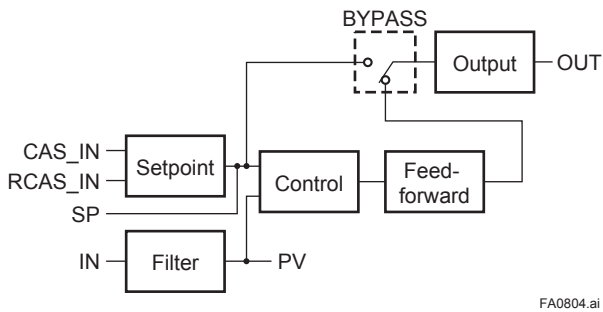 BYPASS
Output
OUT
CAS_IN
RCAS_IN
Setpoint
SP
Control
Feed-
forward
IN
Filter
PV
FA0804.ai